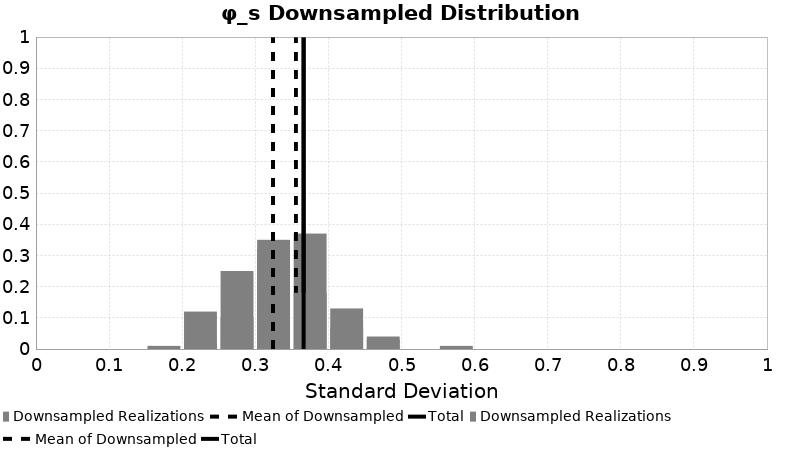 φ_s Downsampled Distribution
1
0.9
0.8
0.7
0.6
0.5
0.4
0.3
0.2
0.1
0
0 0.1 0.2 0.3 0.4 0.5 0.6 0.7 0.8 0.9 1
Standard Deviation
Downsampled Realizations Mean of Downsampled Total Downsampled Realizations
Mean of Downsampled Total